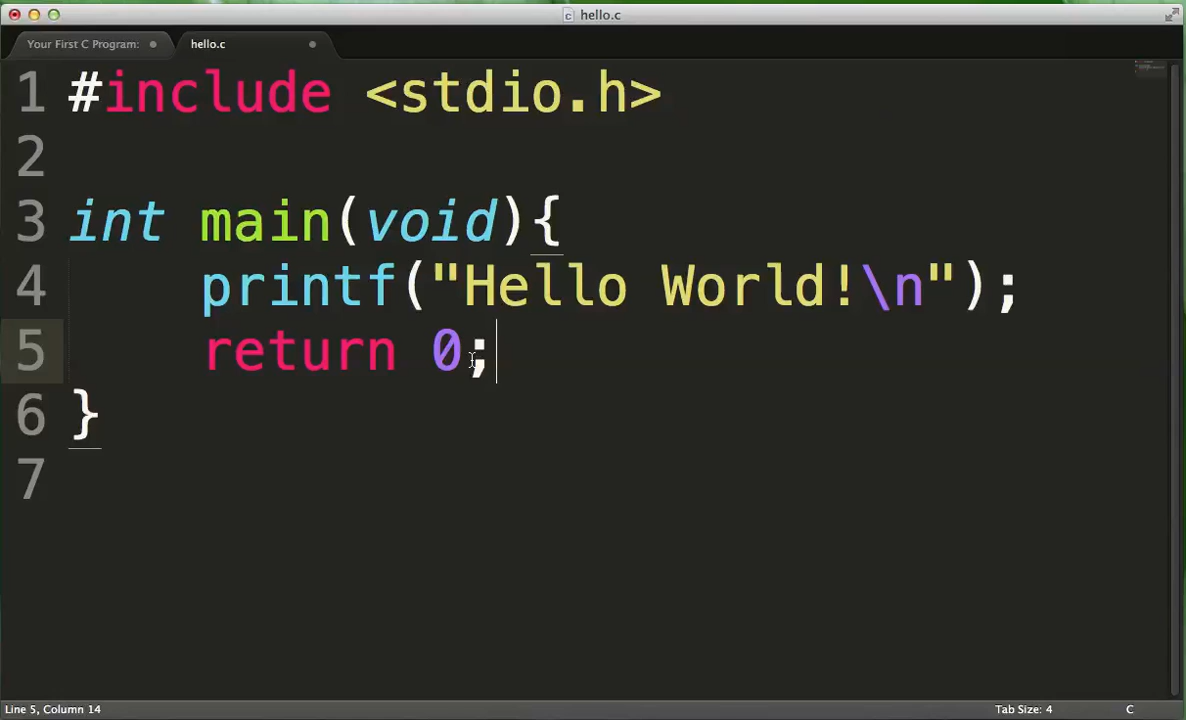 hello.c
Your First C Program:
hello.c
1 #include <stdio.h>
2
3 int main(void){
4     printf("Hello World!\n");
5     return 0;
6 }
7
Line 5, Column 14
Tab Size: 4
C